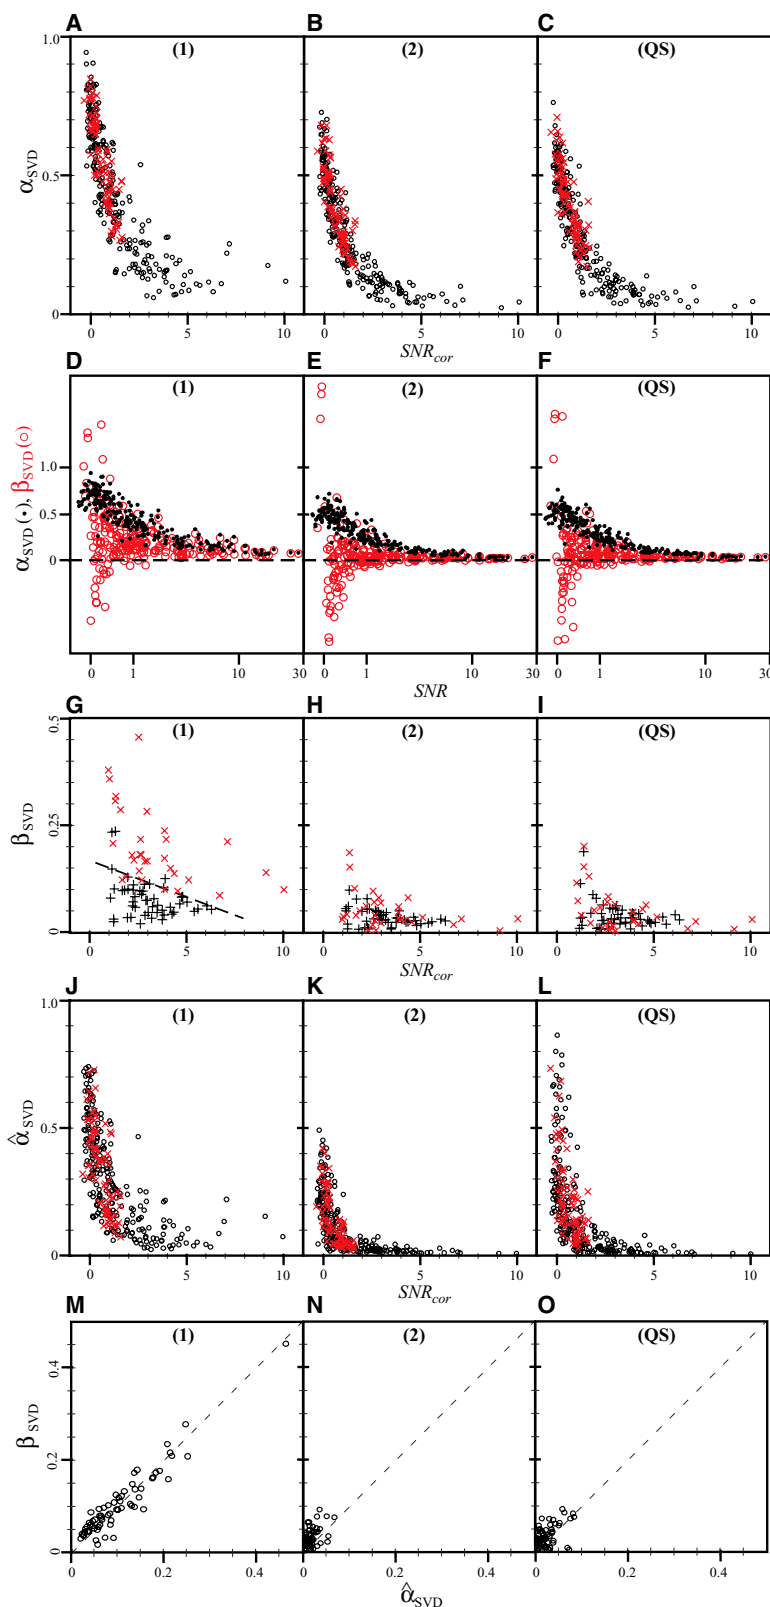 A B C
(1) (2) (QS)
1.0
0.5
0
αSVD
0 5 10 0 5 10 0 5 10
SNRcor
D E F
(1) (2) (QS)
1.0
0.5
0
αSVD (•), βSVD (○)
0 1 10 30 0 1 10 30 0 1 10 30
SNR
G H I
(1) (2) (QS)
0.5
0.25
0
βSVD
0 5 10 0 5 10 0 5 10
SNRcor
J K L
(1) (2) (QS)
1.0
0.5
0
α̂SVD
0 5 10 0 5 10 0 5 10
SNRcor
M N O
(1) (2) (QS)
0.4
0.2
0
βSVD
0 0.2 0.4 0 0.2 0.4 0 0.2 0.4
α̂SVD